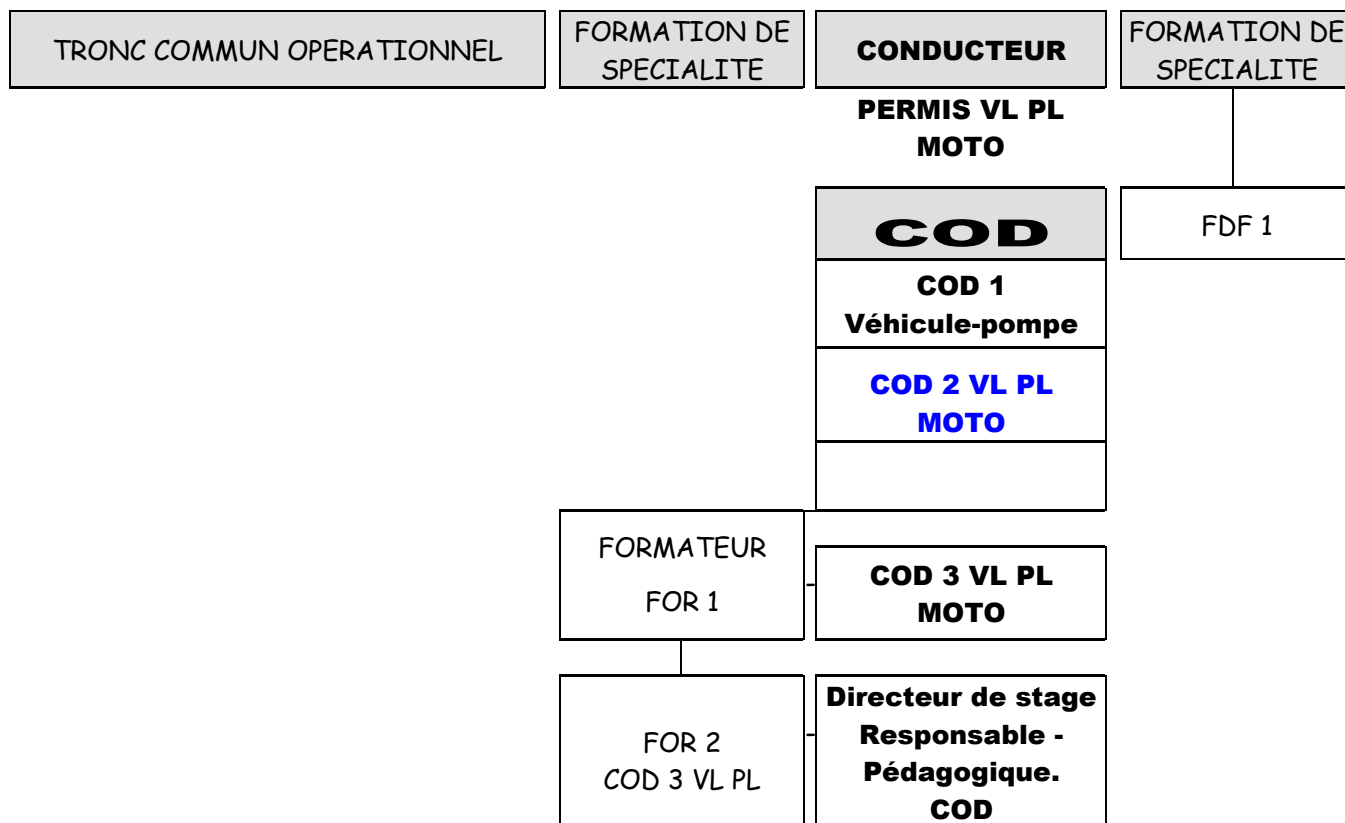 TRONC COMMUN OPERATIONNEL
FORMATION DE
SPECIALITE
CONDUCTEUR
FORMATION DE
SPECIALITE
PERMIS VL PL
MOTO
COD
FDF 1
COD 1
Véhicule-pompe
COD 2 VL PL
MOTO
FORMATEUR
FOR 1
-
COD 3 VL PL
MOTO
FOR 2
COD 3 VL PL
-
Directeur de stage
Responsable -
Pédagogique.
COD